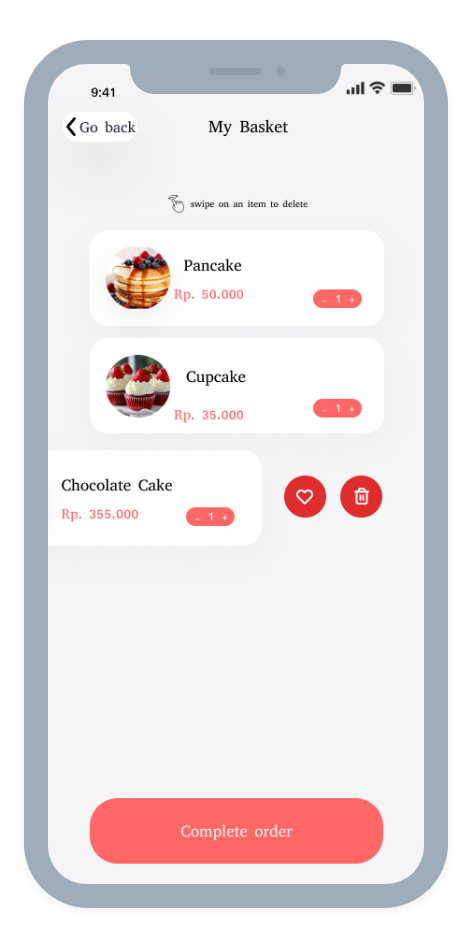 9:41
Go back
My Basket
swipe on an item to delete
Pancake
Rp. 50.000
- 1 +
Cupcake
Rp. 35.000
- 1 +
Chocolate Cake
Rp. 355.000
- 1 +
Complete order